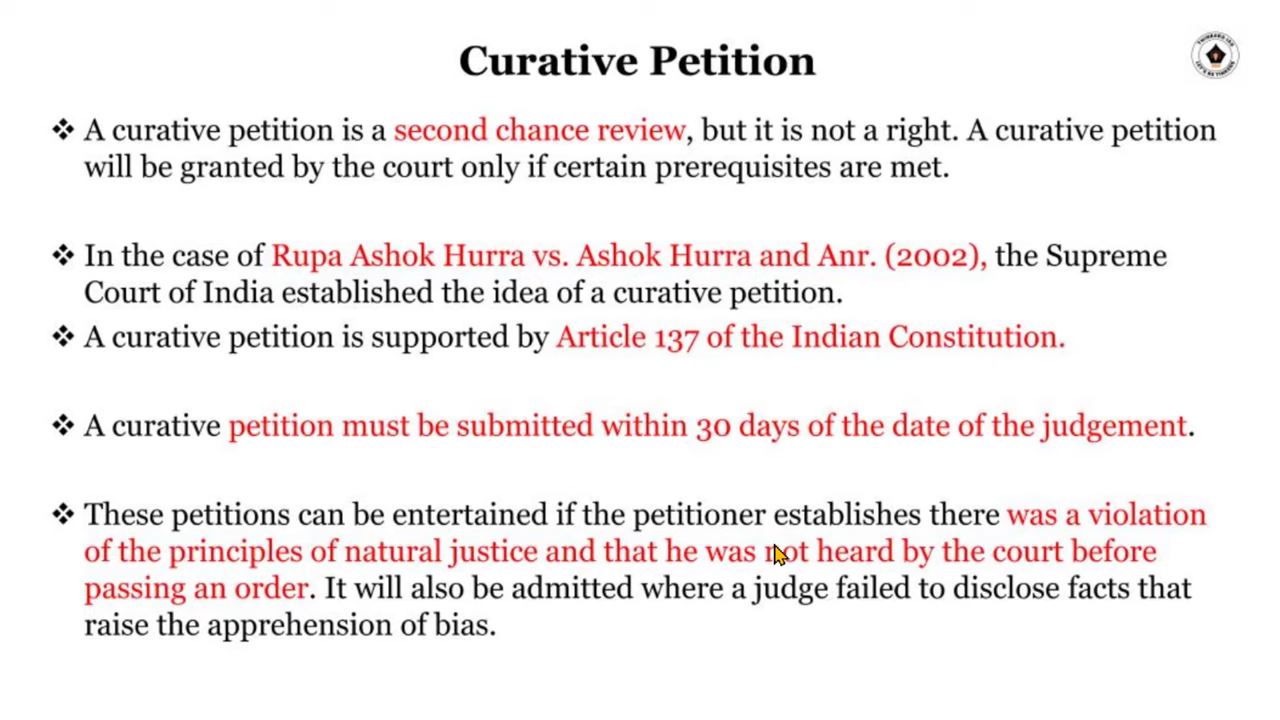 Curative Petition
❖ A curative petition is a second chance review, but it is not a right. A curative petition
will be granted by the court only if certain prerequisites are met.
❖ In the case of Rupa Ashok Hurra vs. Ashok Hurra and Anr. (2002), the Supreme
Court of India established the idea of a curative petition.
❖ A curative petition is supported by Article 137 of the Indian Constitution.
❖ A curative petition must be submitted within 30 days of the date of the judgement.
❖ These petitions can be entertained if the petitioner establishes there was a violation
of the principles of natural justice and that he was not heard by the court before
passing an order. It will also be admitted where a judge failed to disclose facts that
raise the apprehension of bias.